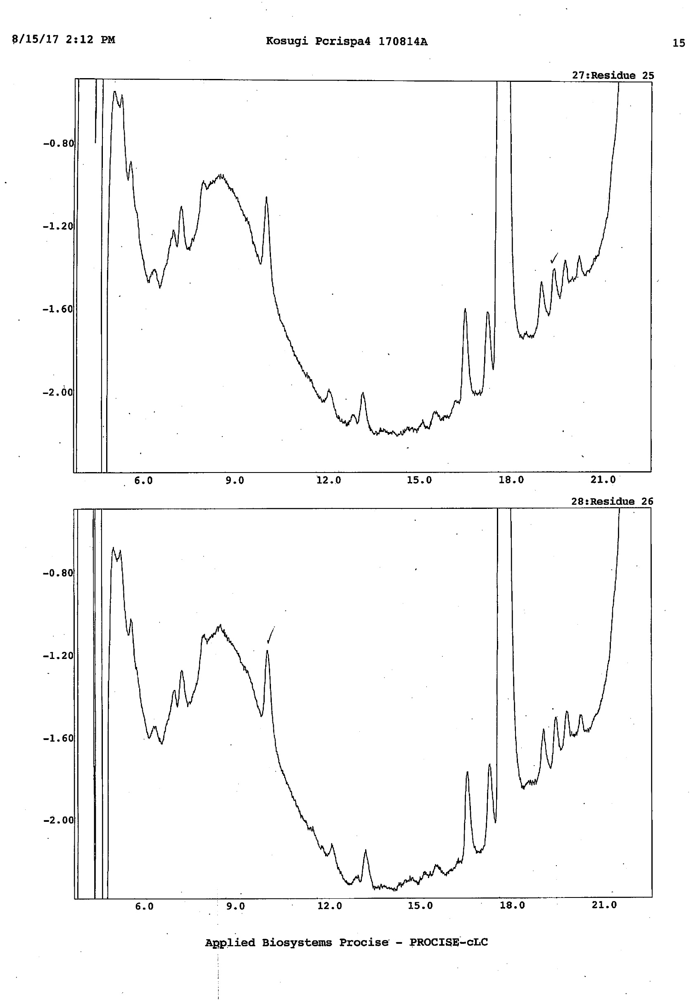 8/15/17 2:12 PM Kosugi Pcrispa4 170814A 15
27:Residue 25
-0.80
-1.20
-1.60
-2.00
6.0 9.0 12.0 15.0 18.0 21.0
28:Residue 26
-0.80
-1.20
-1.60
-2.00
6.0 9.0 12.0 15.0 18.0 21.0
Applied Biosystems Procise - PROCISE-cLC